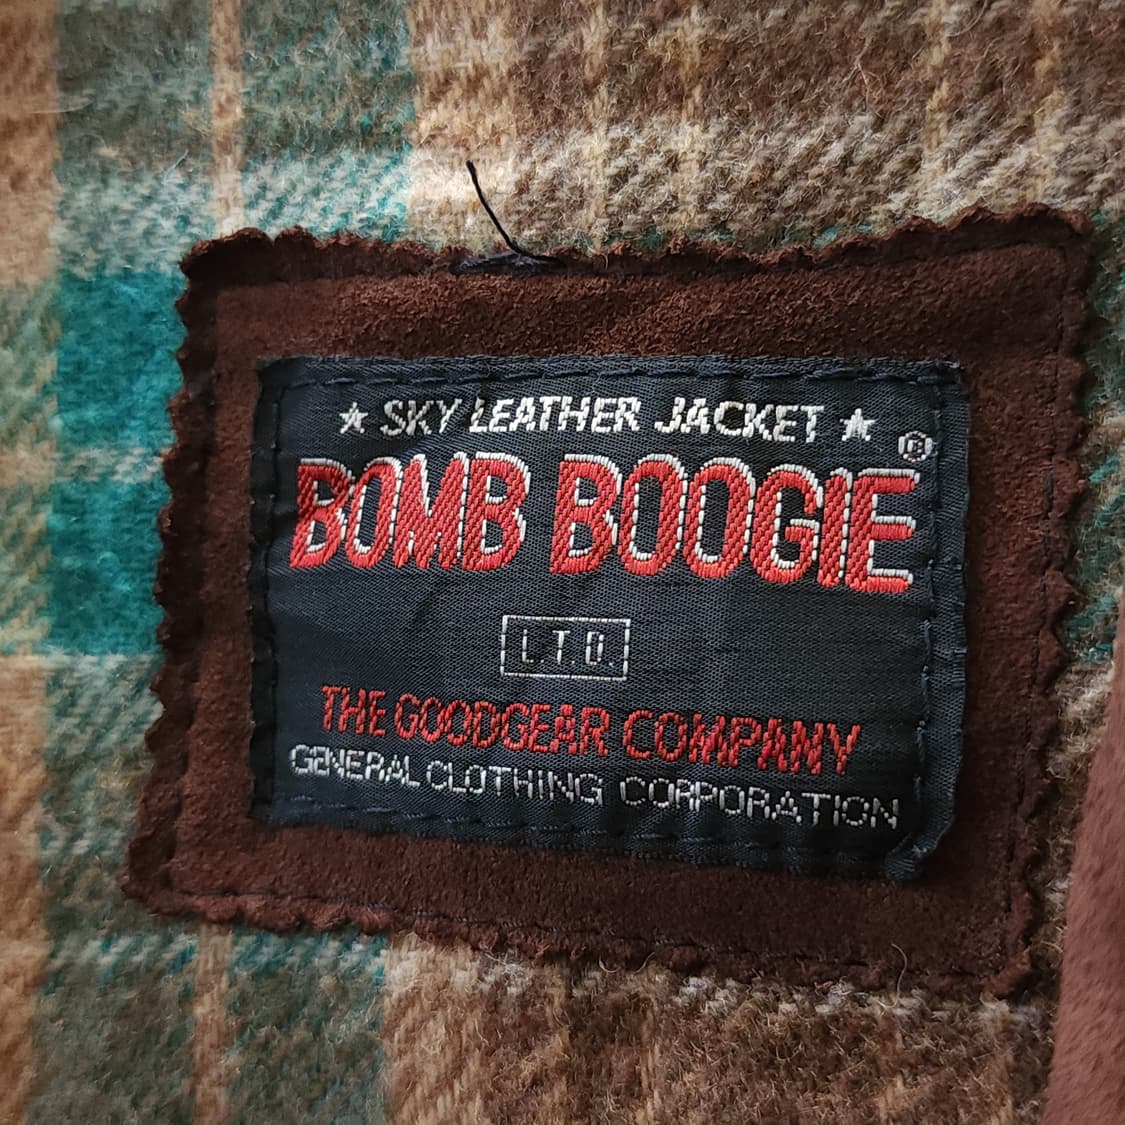 ★ SKY LEATHER JACKET ★
BOMB BOOGIE®
L.T.D.
THE GOODGEAR COMPANY
GENERAL CLOTHING CORPORATION